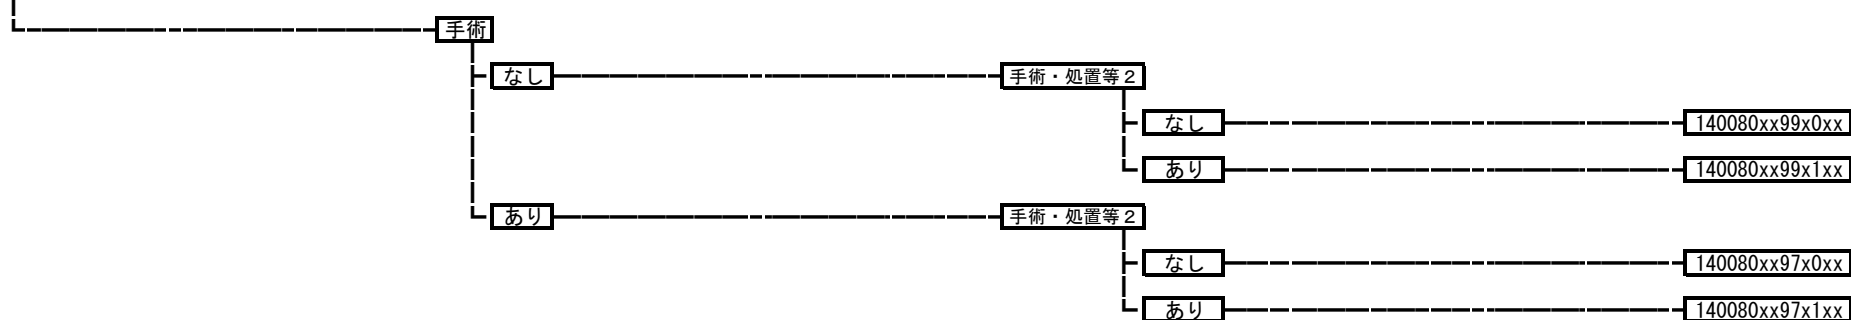 手術
なし 手術・処置等２
なし 140080xx99x0xx
あり 140080xx99x1xx
あり 手術・処置等２
なし 140080xx97x0xx
あり 140080xx97x1xx